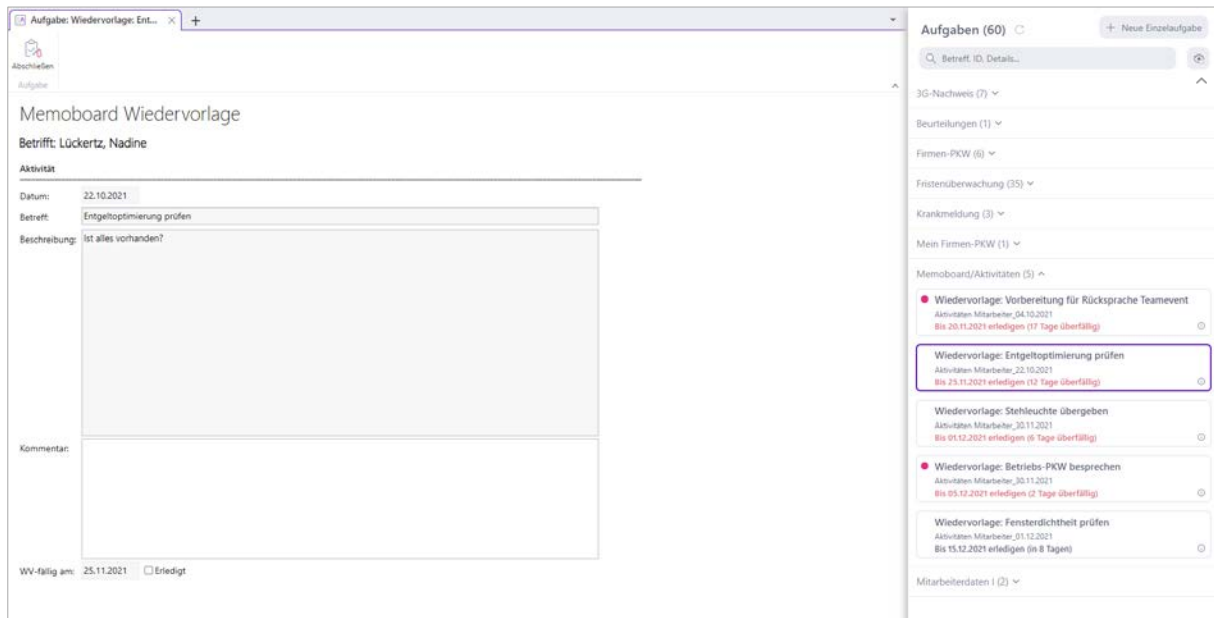 Aufgabe: Wiedervorlage: Ent...
Abschließen
Aufgabe
Memoboard Wiedervorlage
Betrifft: Lückertz, Nadine
Aktivität
Datum: 22.10.2021
Betreff: Entgeltoptimierung prüfen
Beschreibung: Ist alles vorhanden?
Kommentar:
WV-fällig am: 25.11.2021 Erledigt
Aufgaben (60)
+ Neue Einzelaufgabe
Betreff, ID, Details...
3G-Nachweis (7)
Beurteilungen (1)
Firmen-PKW (6)
Fristenüberwachung (35)
Krankmeldung (3)
Mein Firmen-PKW (1)
Memoboard/Aktivitäten (5)
Wiedervorlage: Vorbereitung für Rücksprache Teamevent
Aktivitäten Mitarbeiter_04.10.2021
Bis 20.11.2021 erledigen (17 Tage überfällig)
Wiedervorlage: Entgeltoptimierung prüfen
Aktivitäten Mitarbeiter_22.10.2021
Bis 25.11.2021 erledigen (12 Tage überfällig)
Wiedervorlage: Stehleuchte übergeben
Aktivitäten Mitarbeiter_30.11.2021
Bis 01.12.2021 erledigen (6 Tage überfällig)
Wiedervorlage: Betriebs-PKW besprechen
Aktivitäten Mitarbeiter_30.11.2021
Bis 05.12.2021 erledigen (2 Tage überfällig)
Wiedervorlage: Fensterdichtheit prüfen
Aktivitäten Mitarbeiter_01.12.2021
Bis 15.12.2021 erledigen (in 8 Tagen)
Mitarbeiterdaten I (2)